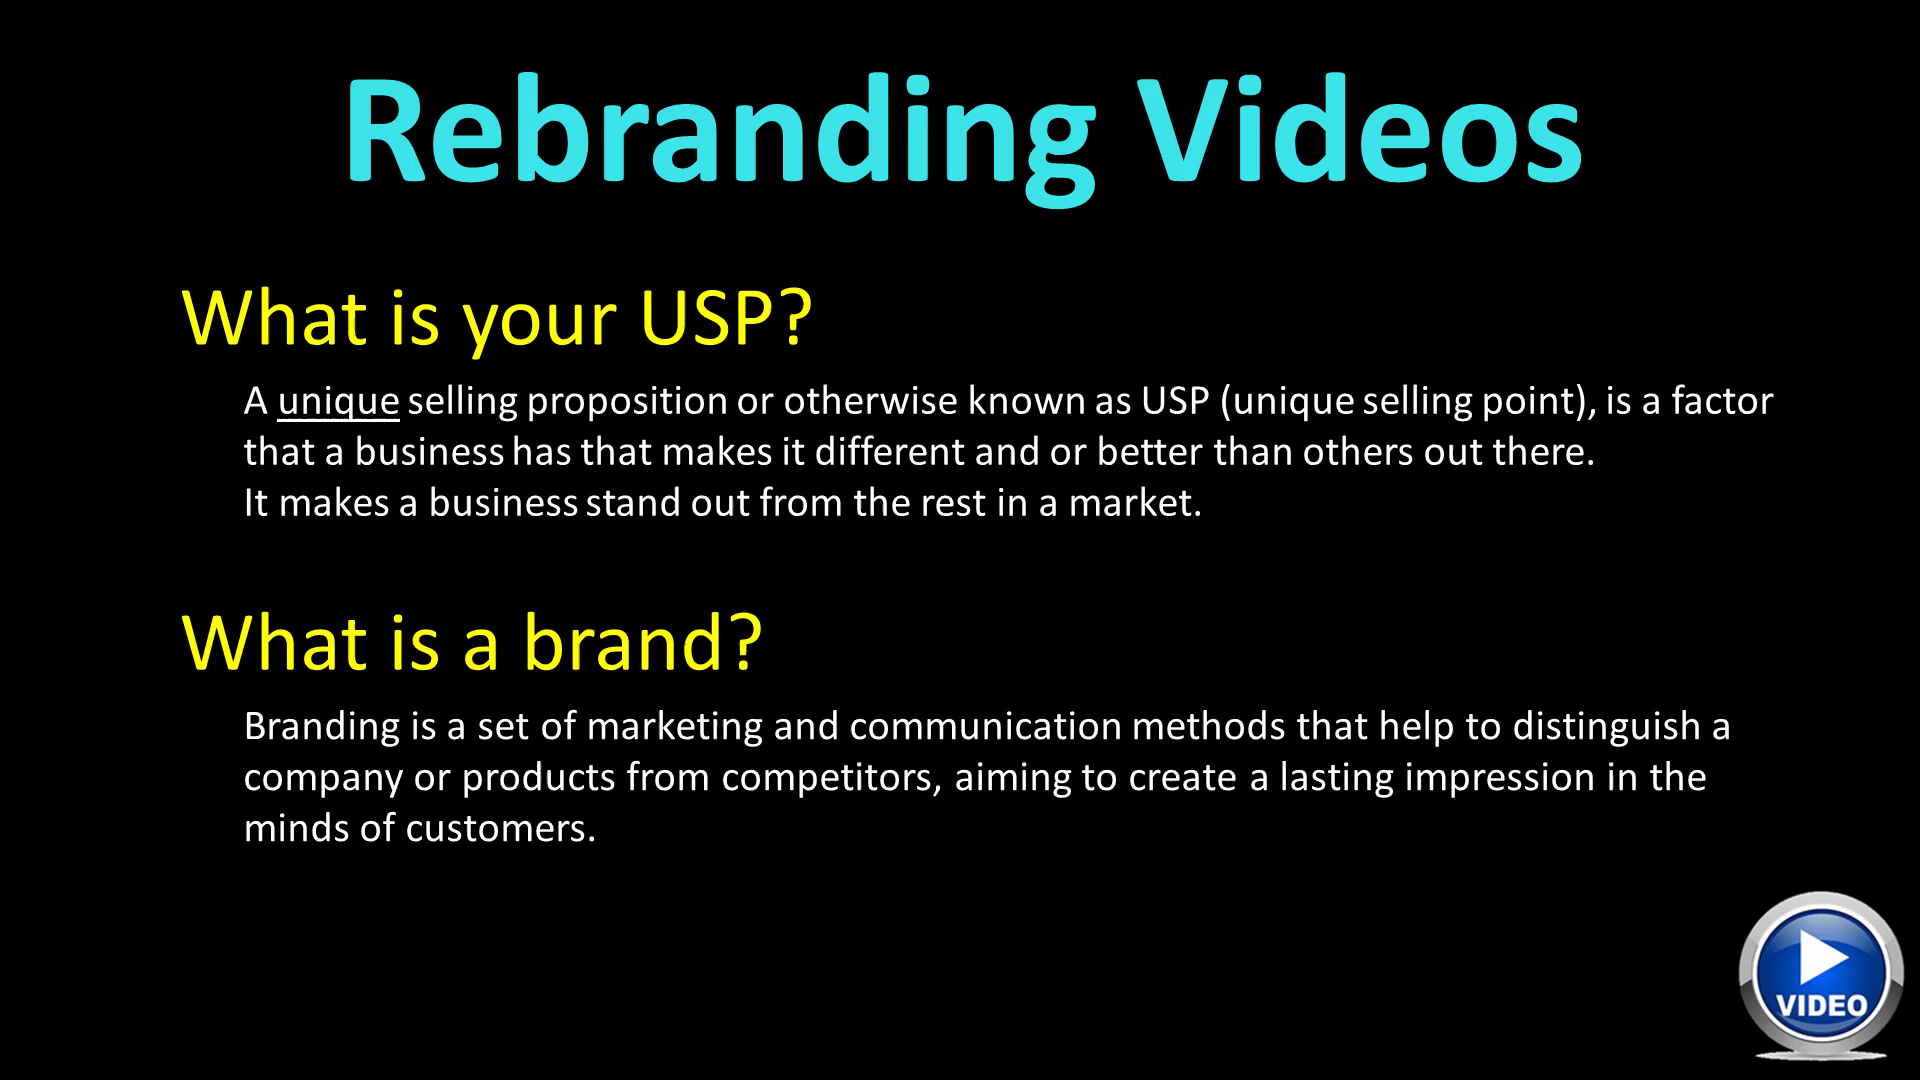 Rebranding Videos
What is your USP?
A unique selling proposition or otherwise known as USP (unique selling point), is a factor
that a business has that makes it different and or better than others out there.
It makes a business stand out from the rest in a market.
What is a brand?
Branding is a set of marketing and communication methods that help to distinguish a
company or products from competitors, aiming to create a lasting impression in the
minds of customers.
VIDEO